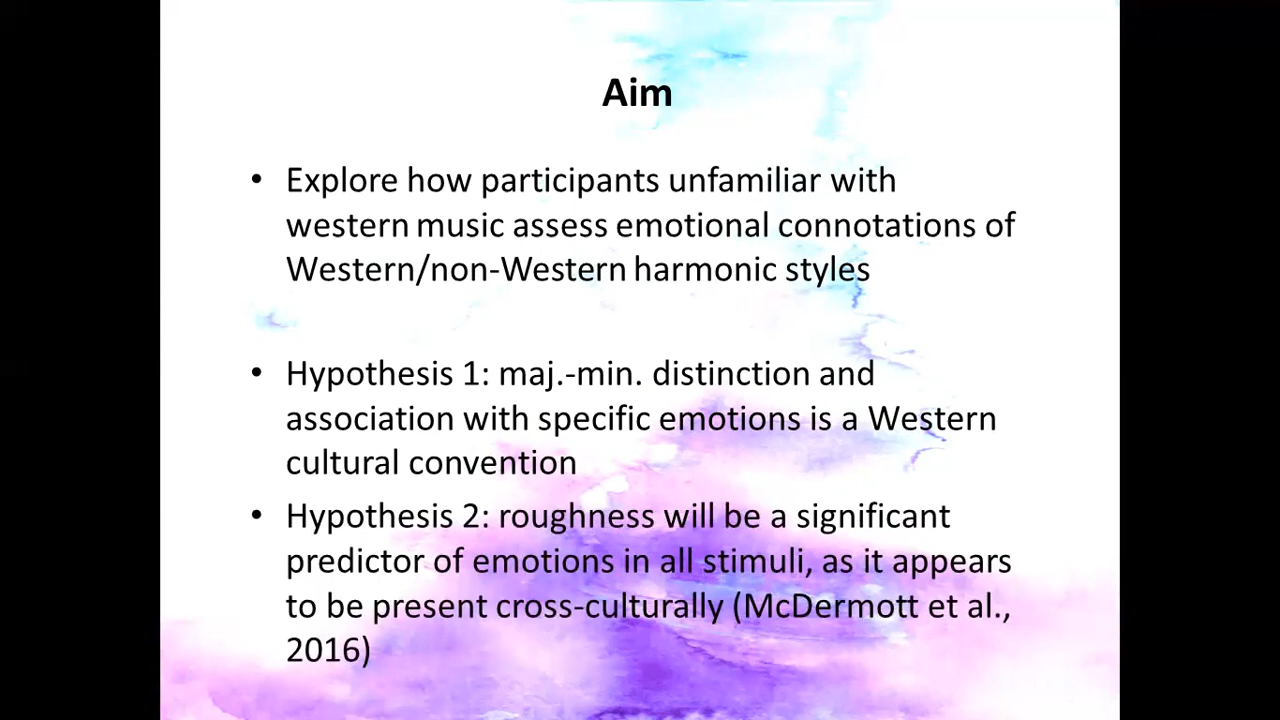 Aim
• Explore how participants unfamiliar with
western music assess emotional connotations of
Western/non-Western harmonic styles
• Hypothesis 1: maj.-min. distinction and
association with specific emotions is a Western
cultural convention
• Hypothesis 2: roughness will be a significant
predictor of emotions in all stimuli, as it appears
to be present cross-culturally (McDermott et al.,
2016)